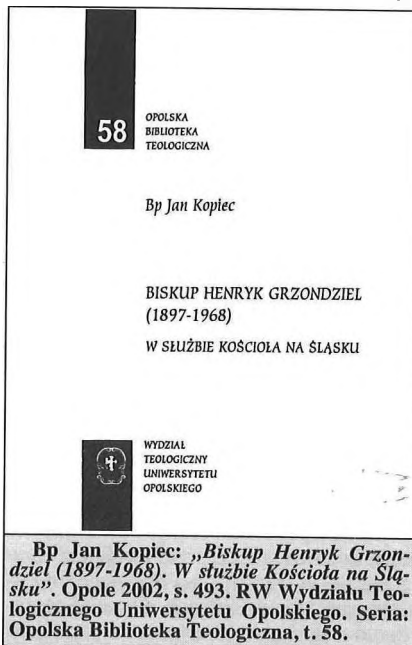 58
OPOLSKA
BIBLIOTEKA
TEOLOGICZNA
Bp Jan Kopiec
BISKUP HENRYK GRZONDZIEL
(1897-1968)
W SŁUŻBIE KOŚCIOŁA NA ŚLĄSKU
WYDZIAŁ
TEOLOGICZNY
UNIWERSYTETU
OPOLSKIEGO
Bp Jan Kopiec: „Biskup Henryk Grzon-
dziel (1897-1968). W służbie Kościoła na Ślą-
sku”. Opole 2002, s. 493. RW Wydziału Teo-
logicznego Uniwersytetu Opolskiego. Seria:
Opolska Biblioteka Teologiczna, t. 58.